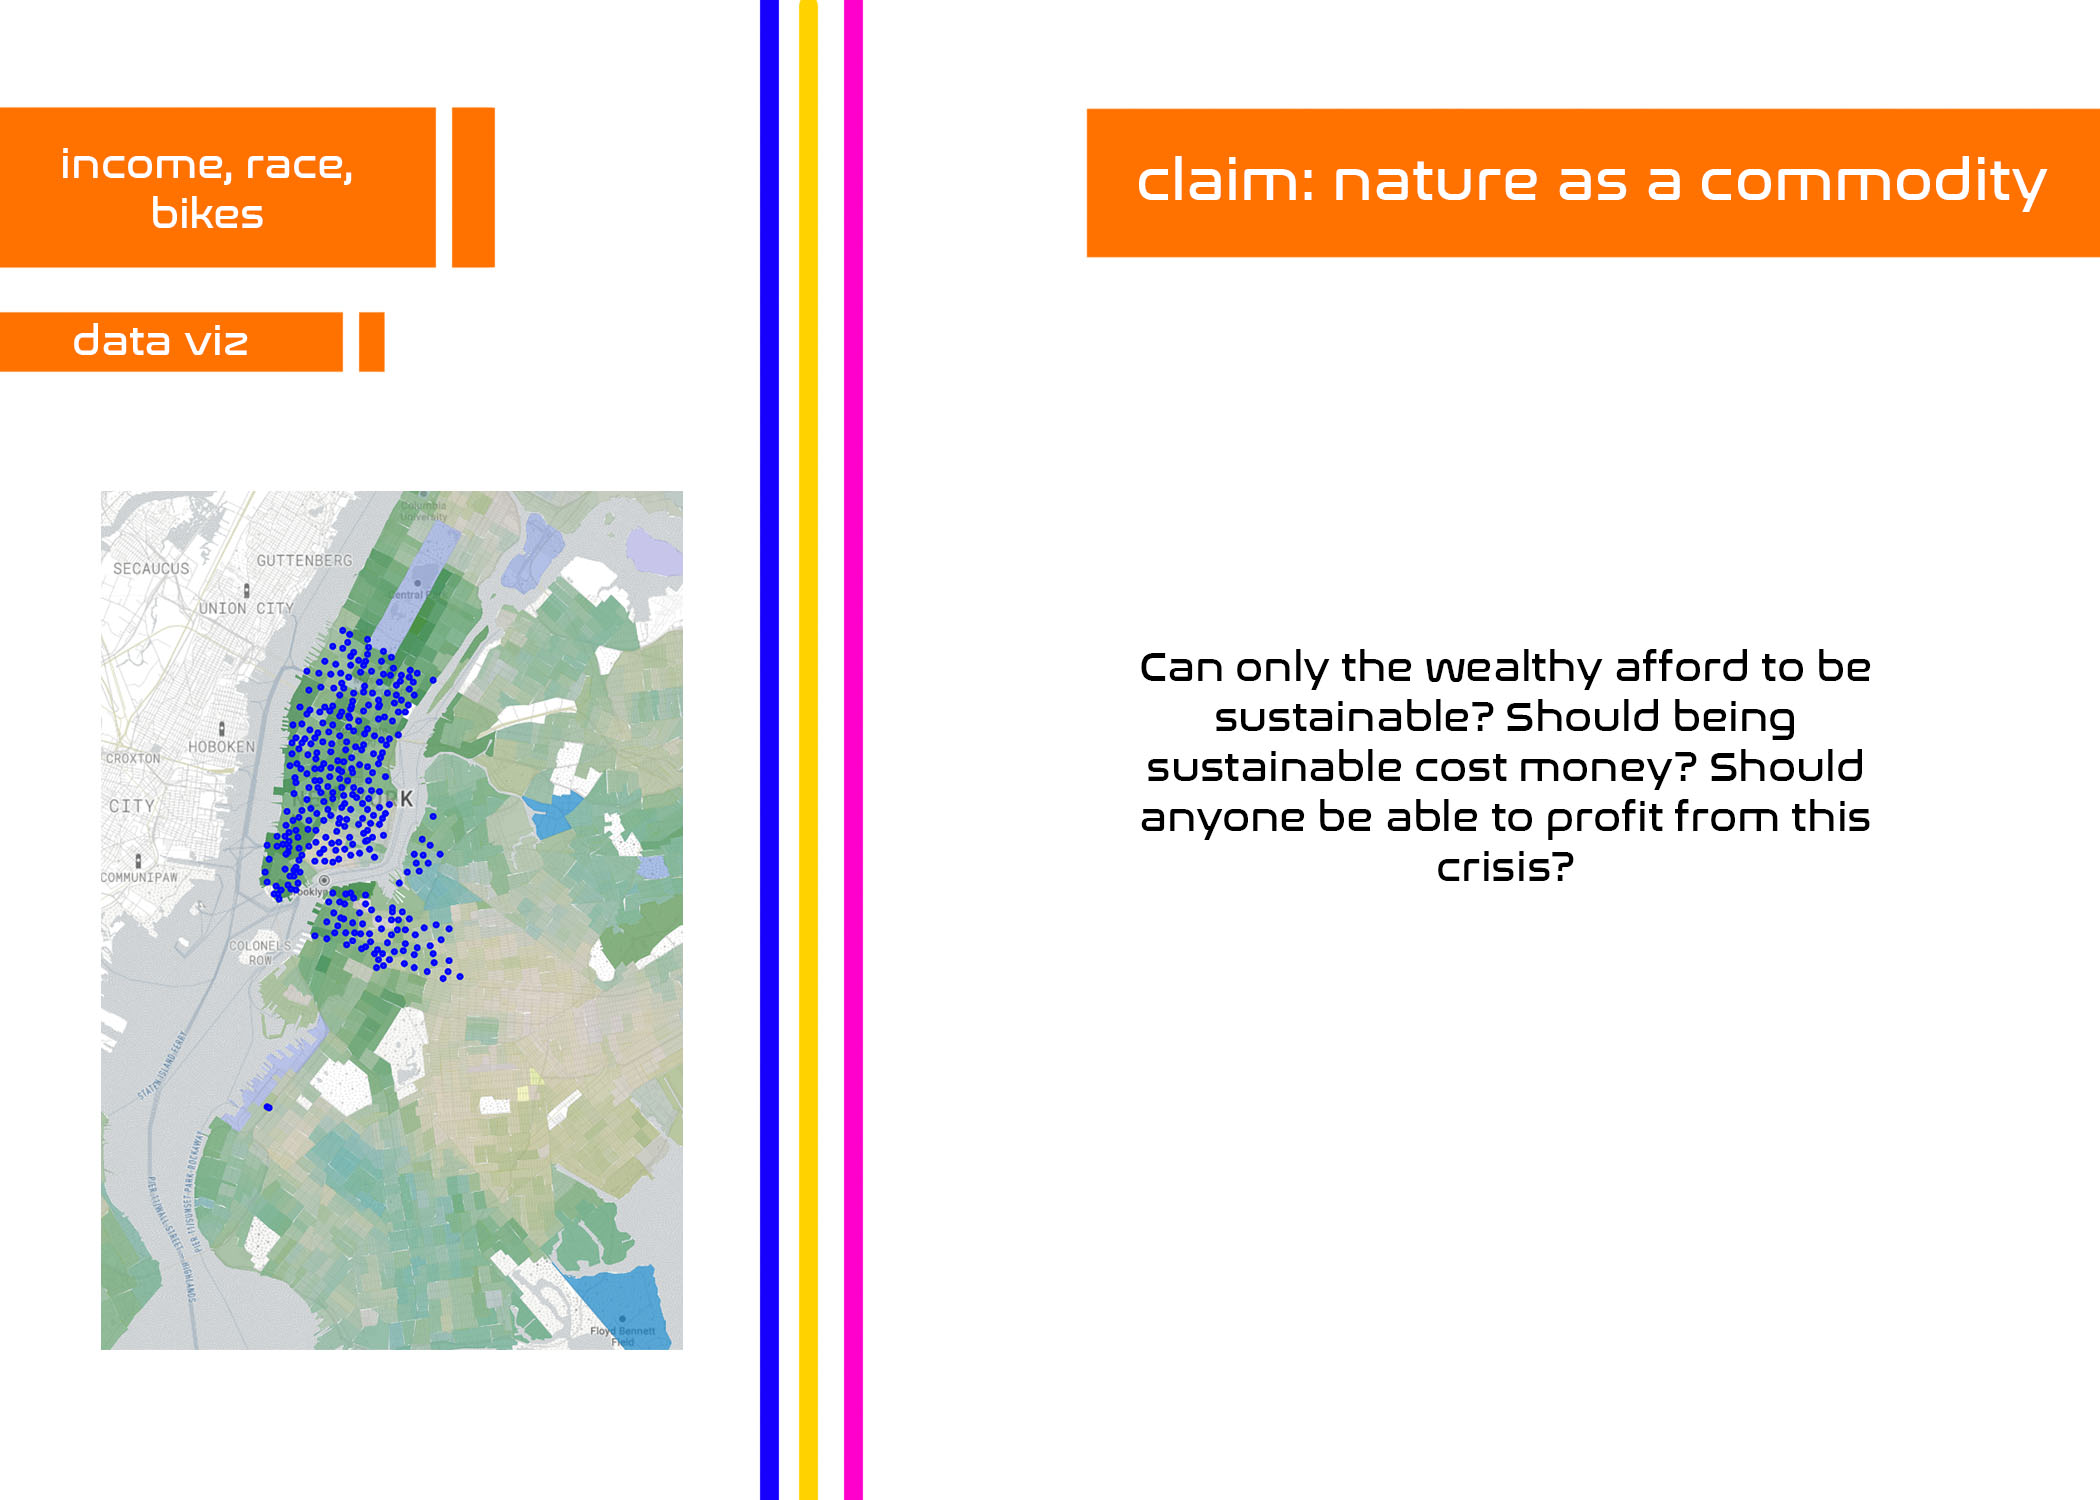 income, race,
bikes
data viz
claim: nature as a commodity
Can only the wealthy afford to be
sustainable? Should being
sustainable cost money? Should
anyone be able to profit from this
crisis?
Columbia
University
GUTTENBERG
SECAUCUS
UNION CITY
Central
HOBOKEN
CROXTON
CITY
RK
COMMUNIPAW
ooklyn
COLONELS
ROW
STATEN ISLAND FERRY
PIER 11/WALL STREET - HIGHLANDS
PIER 11/SUNSET PARK-ROCKAWAY
Floyd Bennett
Field